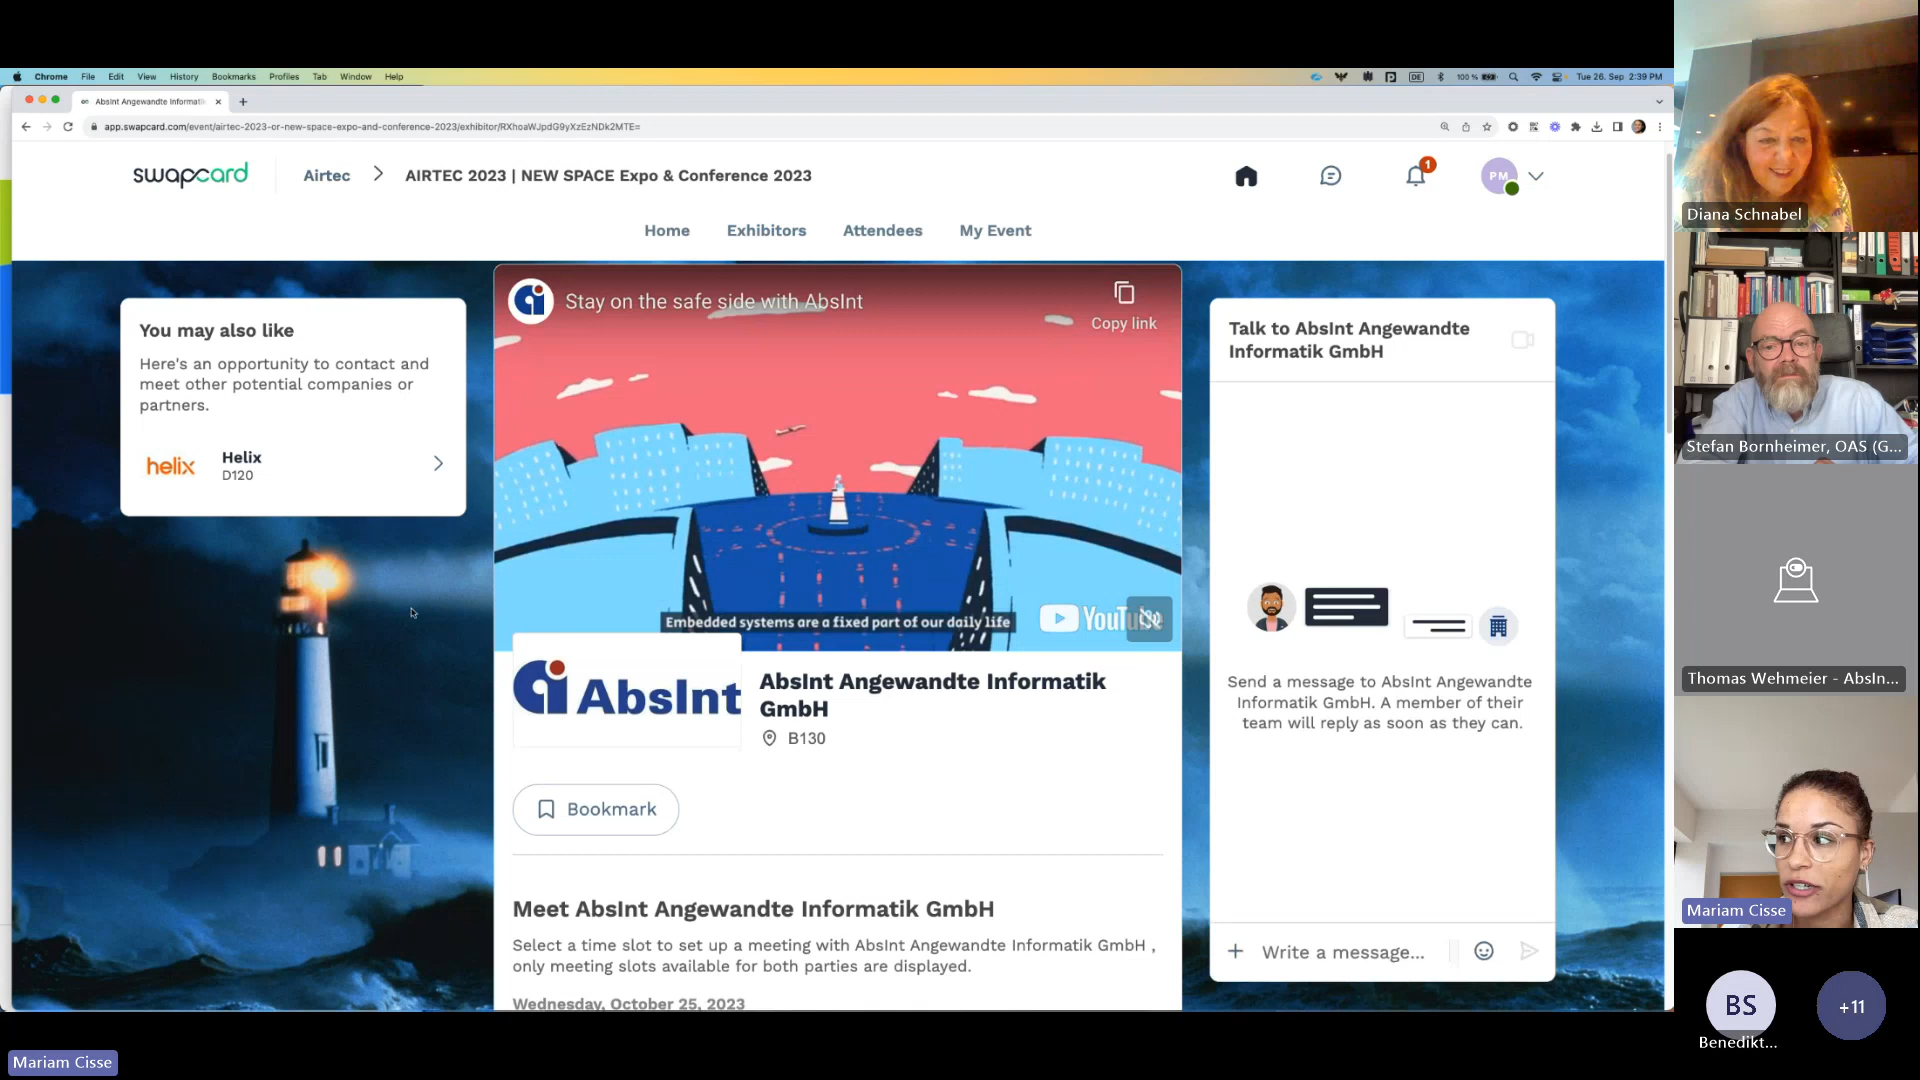 Chrome File Edit View History Bookmarks Profiles Tab Window Help
DE 100 % Tue 26. Sep 2:39 PM
AbsInt Angewandte Informati
app.swapcard.com/event/airtec-2023-or-new-space-expo-and-conference-2023/exhibitor/RXhoaWJpdG9yXzEzNDk2MTE=
swapcard
Airtec > AIRTEC 2023 | NEW SPACE Expo & Conference 2023
1
PM
Home Exhibitors Attendees My Event
You may also like
Here's an opportunity to contact and
meet other potential companies or
partners.
helix
Helix
D120
Stay on the safe side with AbsInt
Copy link
Embedded systems are a fixed part of our daily life
YouTube
AbsInt
AbsInt Angewandte Informatik
GmbH
B130
Bookmark
Meet AbsInt Angewandte Informatik GmbH
Select a time slot to set up a meeting with AbsInt Angewandte Informatik GmbH ,
only meeting slots available for both parties are displayed.
Wednesday, October 25, 2023
Talk to AbsInt Angewandte
Informatik GmbH
Send a message to AbsInt Angewandte
Informatik GmbH. A member of their
team will reply as soon as they can.
Write a message...
Diana Schnabel
Stefan Bornheimer, OAS (G...
Thomas Wehmeier - AbsIn...
Mariam Cisse
BS
Benedikt...
+11
Mariam Cisse